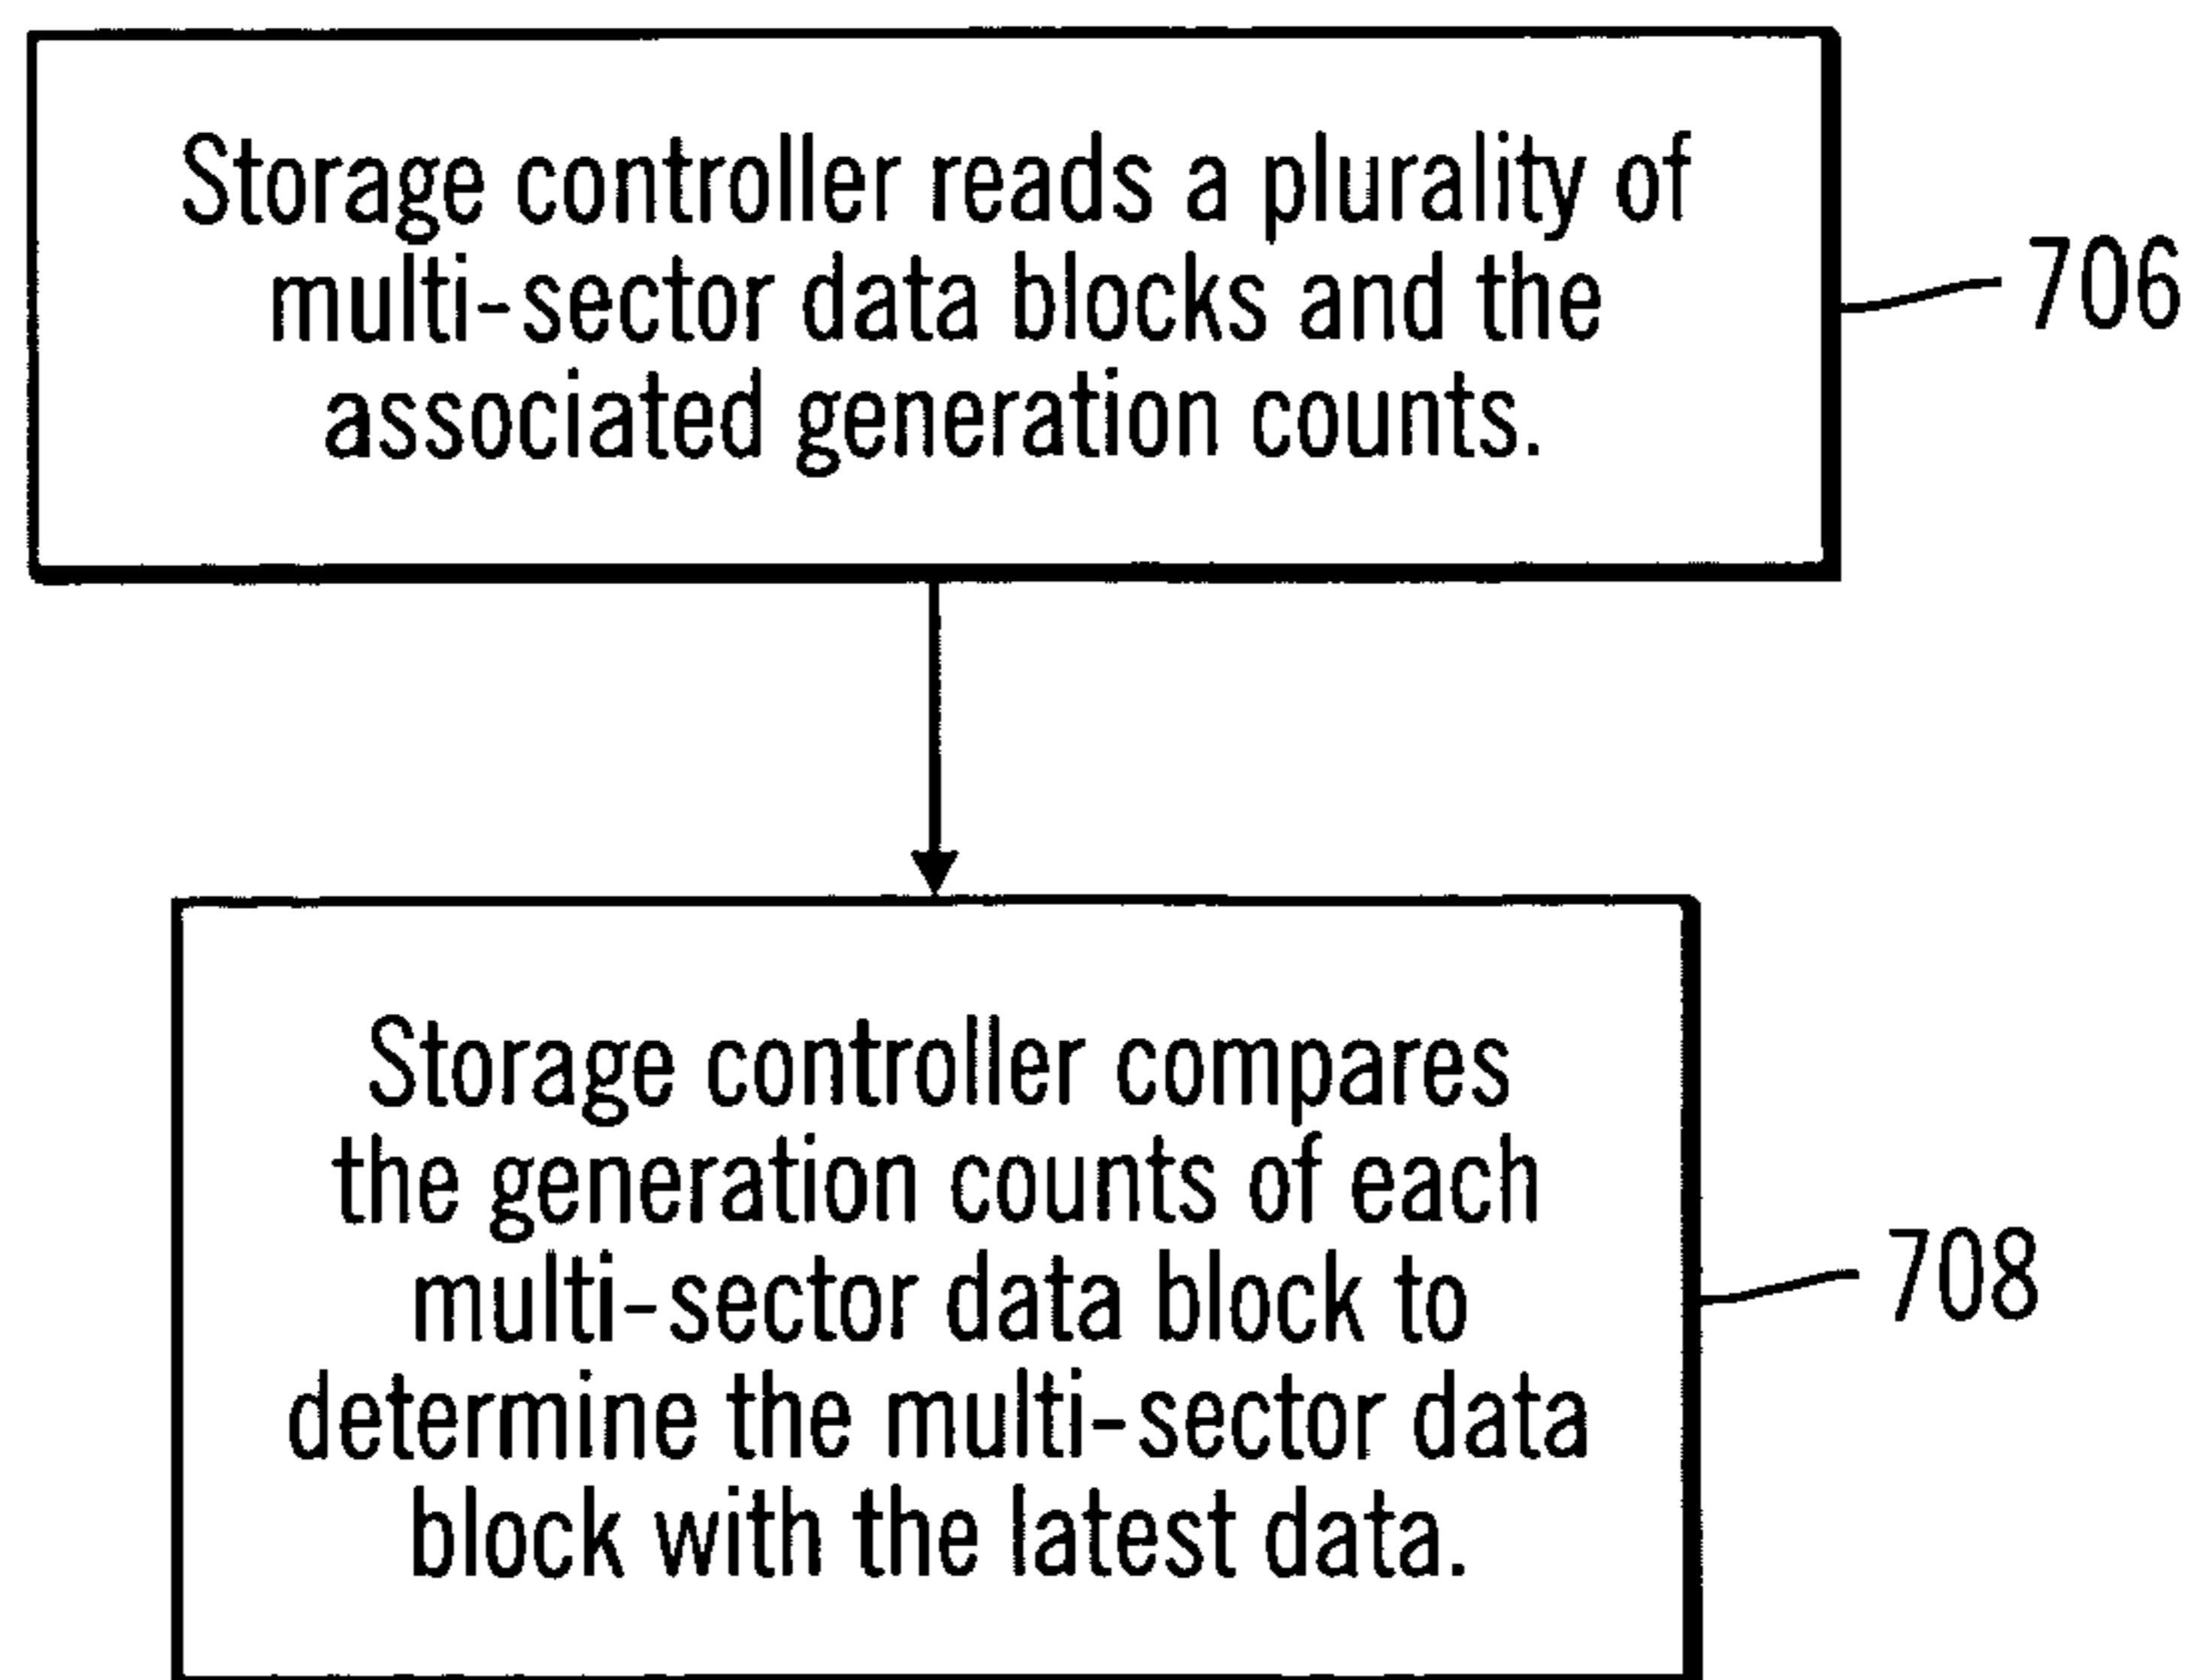 Storage controller reads a plurality of
multi-sector data blocks and the
associated generation counts.
706
Storage controller compares
the generation counts of each
multi-sector data block to
determine the multi-sector data
block with the latest data.
708